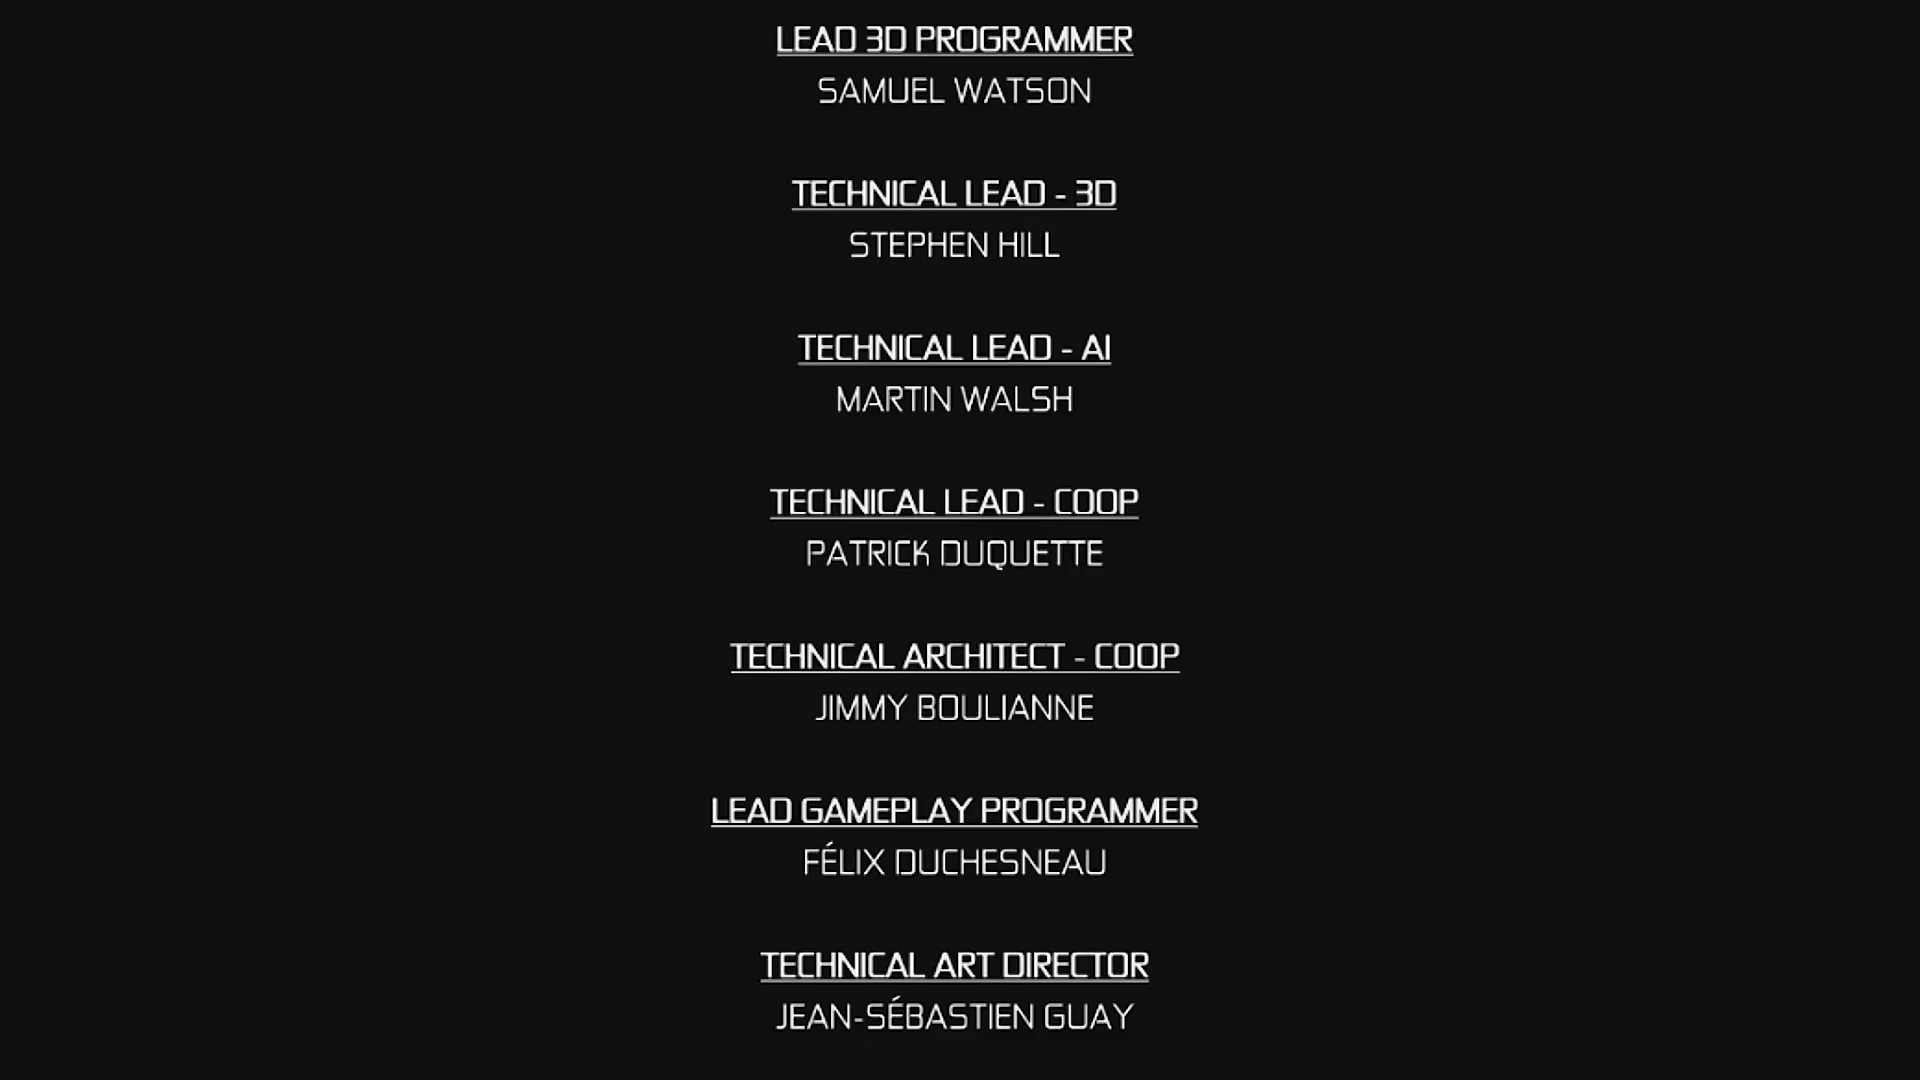 LEAD 3D PROGRAMMER
SAMUEL WATSON
TECHNICAL LEAD - 3D
STEPHEN HILL
TECHNICAL LEAD - AI
MARTIN WALSH
TECHNICAL LEAD - COOP
PATRICK DUQUETTE
TECHNICAL ARCHITECT - COOP
JIMMY BOULIANNE
LEAD GAMEPLAY PROGRAMMER
FÉLIX DUCHESNEAU
TECHNICAL ART DIRECTOR
JEAN-SÉBASTIEN GUAY